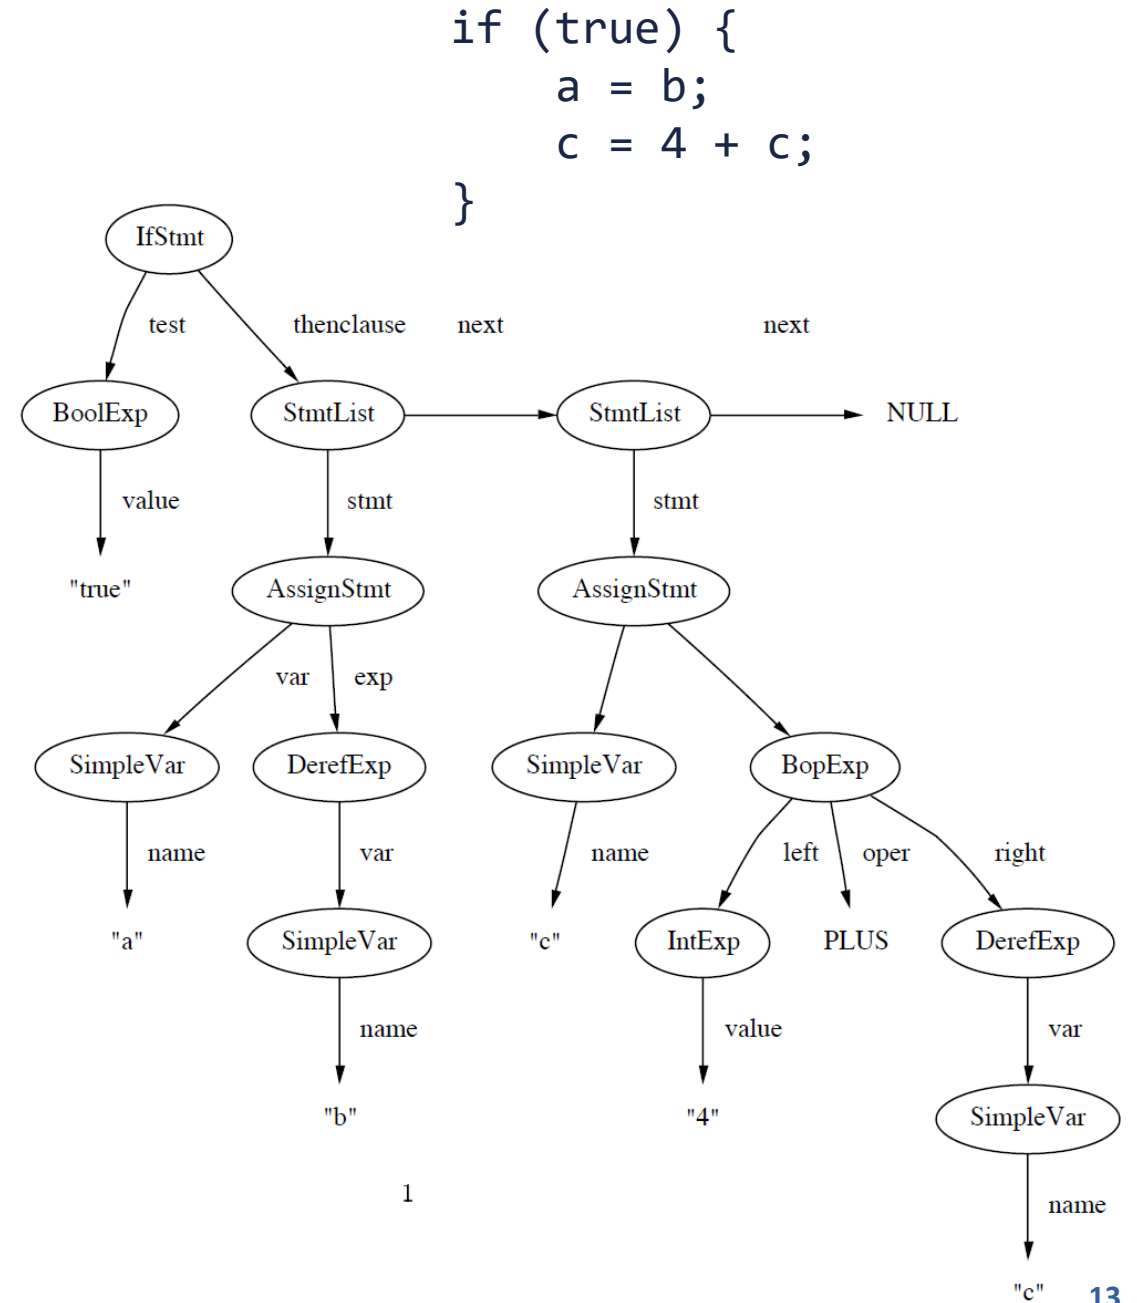 if (true) {
a = b;
c = 4 + c;
}
IfStmt
test thenclause next next
BoolExp StmtList StmtList NULL
value stmt stmt
"true" AssignStmt AssignStmt
var exp
SimpleVar DerefExp SimpleVar BopExp
name var name left oper right
"a" SimpleVar "c" IntExp PLUS DerefExp
name value var
"b" "4" SimpleVar
1
name
"c" 13